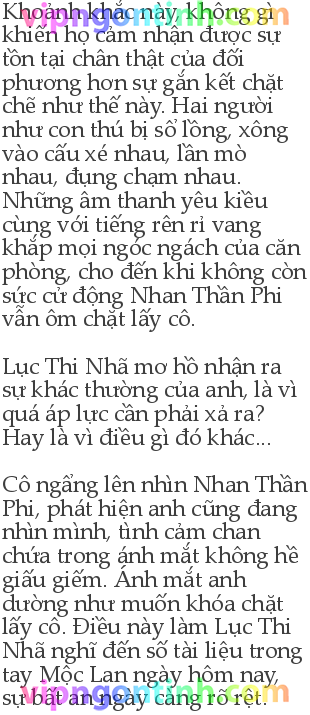 Khoảnh khắc này, không gì
khiến họ cảm nhận được sự
tồn tại chân thật của đối
phương hơn sự gắn kết chặt
chẽ như thế này. Hai người
như con thú bị sổ lồng, xông
vào cấu xé nhau, lần mò
nhau, đụng chạm nhau.
Những âm thanh yêu kiều
cùng với tiếng rên rỉ vang
khắp mọi ngóc ngách của căn
phòng, cho đến khi không còn
sức cử động Nhan Thần Phi
vẫn ôm chặt lấy cô.
Lục Thi Nhã mơ hồ nhận ra
sự khác thường của anh, là vì
quá áp lực cần phải xả ra?
Hay là vì điều gì đó khác...
Cô ngẩng lên nhìn Nhan Thần
Phi, phát hiện anh cũng đang
nhìn mình, tình cảm chan
chứa trong ánh mắt không hề
giấu giếm. Ánh mắt anh
dường như muốn khóa chặt
lấy cô. Điều này làm Lục Thi
Nhã nghĩ đến số tài liệu trong
tay Mộc Lan ngày hôm nay,
sự bất an ngày càng rõ rệt.
vipngontinh.com
vipngontinh.com